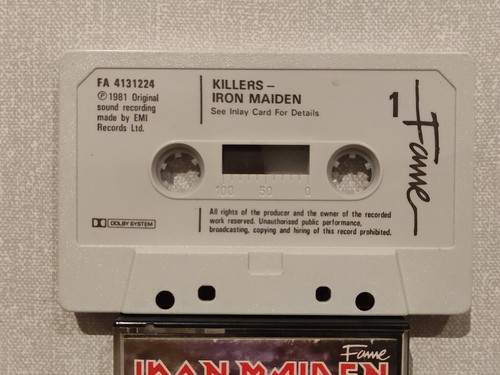 FA 4131224
℗ 1981 Original
sound recording
made by EMI
Records Ltd.
KILLERS –
IRON MAIDEN
See Inlay Card For Details
1
Fame
100 50 0
DOLBY SYSTEM
All rights of the producer and the owner of the recorded
work reserved. Unauthorised public performance,
broadcasting, copying and hiring of this record prohibited.
Fame
IRON MAIDEN